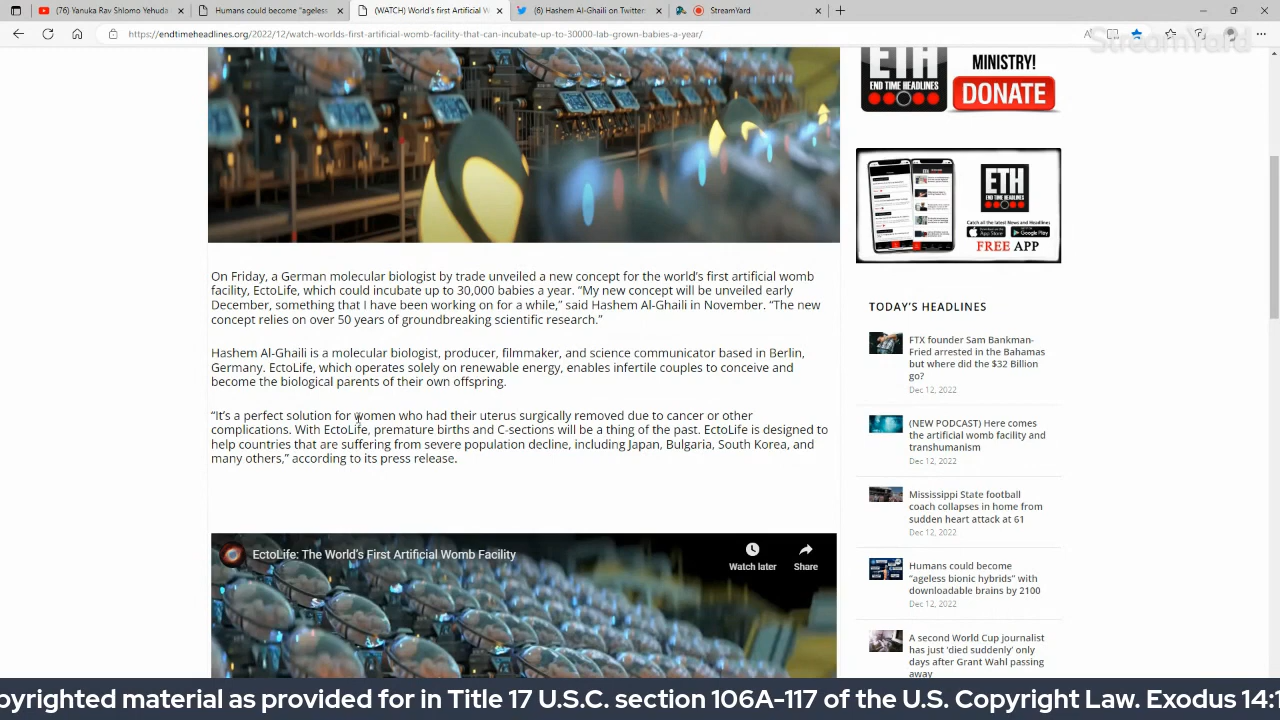 (76) Yanuka Rav Shlomo Yehuda
Humans could become "ageless
(WATCH) World's first Artificial W
(6) Hashem Al-Ghaili on Twitter:
StreamYard
https://endtimeheadlines.org/2022/12/watch-worlds-first-artificial-womb-facility-that-can-incubate-up-to-30000-lab-grown-babies-a-year/
StreamYard
ETH
END TIME HEADLINES
MINISTRY!
DONATE
ETH
END TIME HEADLINES
Catch all the latest News and Headlines
App Store
Google Play
FREE APP
On Friday, a German molecular biologist by trade unveiled a new concept for the world's first artificial womb
facility, EctoLife, which could incubate up to 30,000 babies a year. "My new concept will be unveiled early
December, something that I have been working on for a while," said Hashem Al-Ghaili in November. "The new
concept relies on over 50 years of groundbreaking scientific research."
Hashem Al-Ghaili is a molecular biologist, producer, filmmaker, and science communicator based in Berlin,
Germany. EctoLife, which operates solely on renewable energy, enables infertile couples to conceive and
become the biological parents of their own offspring.
"It's a perfect solution for women who had their uterus surgically removed due to cancer or other
complications. With EctoLife, premature births and C-sections will be a thing of the past. EctoLife is designed to
help countries that are suffering from severe population decline, including Japan, Bulgaria, South Korea, and
many others," according to its press release.
EctoLife: The World's First Artificial Womb Facility
Watch later
Share
TODAY'S HEADLINES
FTX founder Sam Bankman-
Fried arrested in the Bahamas
but where did the $32 Billion
go?
Dec 12, 2022
(NEW PODCAST) Here comes
the artificial womb facility and
transhumanism
Dec 12, 2022
Mississippi State football
coach collapses in home from
sudden heart attack at 61
Dec 12, 2022
Humans could become
"ageless bionic hybrids" with
downloadable brains by 2100
Dec 12, 2022
A second World Cup journalist
has just 'died suddenly' only
days after Grant Wahl passing
away
pyrighted material as provided for in Title 17 U.S.C. section 106A-117 of the U.S. Copyright Law. Exodus 14: